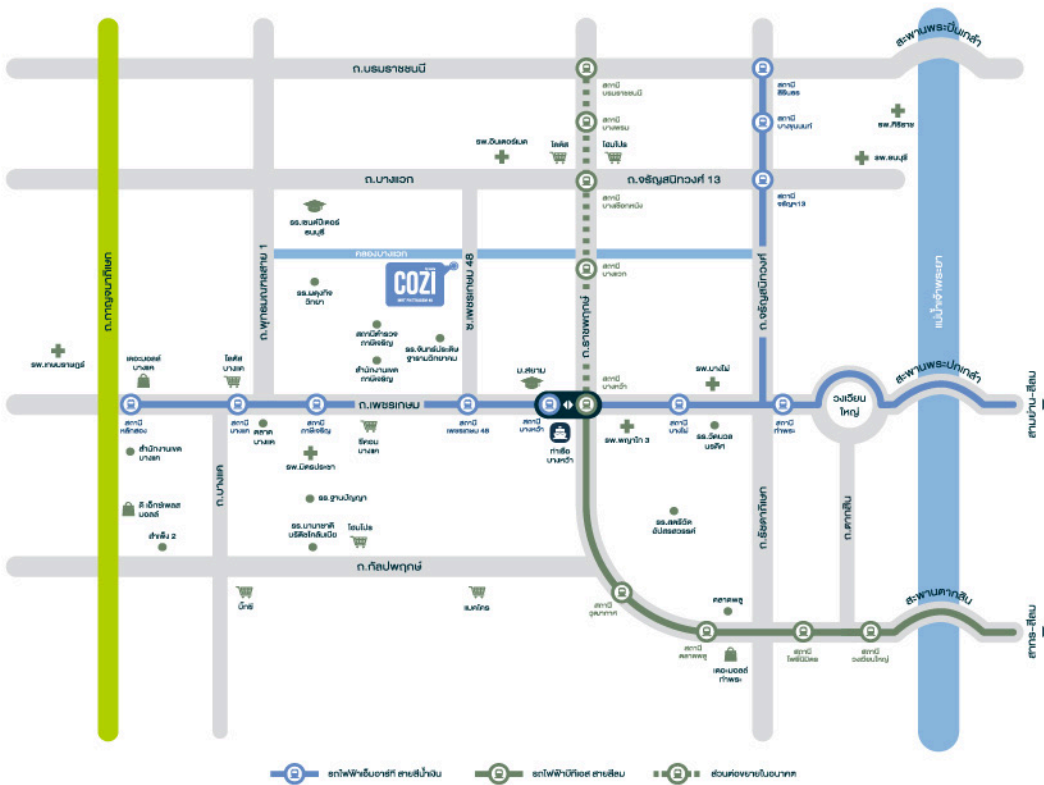 สะพานพระปิ่นเกล้า
ถ.บรมราชชนนี
สถานี
บรมราชชนนี
สถานี
สิรินธร
สถานี
บางพรม
สถานี
บางขุนนนท์
รพ.ศิริราช
รพ.อินเตอร์เมด
โลตัส
โฮมโปร
รพ.ธนบุรี
ถ.บางแวก
ถ.จรัญสนิทวงศ์ 13
สถานี
บางเชือกหนัง
สถานี
จรัญฯ13
รร.เซนต์ปีเตอร์
ธนบุรี
คลองบางแวก
ถ.กาญจนาภิเษก
ถ.พุทธมณฑลสาย 1
COZI
ซ.เพชรเกษม 48
สถานี
บางแวก
ถ.ราชพฤกษ์
ถ.จรัญสนิทวงศ์
แม่น้ำเจ้าพระยา
รร.ผดุงกิจ
วิทยา
สถานีตำรวจ
ภาษีเจริญ
รร.จันทร์ประดิษ
ฐารามวิทยาคม
สำนักงานเขต
ภาษีเจริญ
รพ.เกษมราษฎร์
เดอะมอลล์
บางแค
โลตัส
บางแค
ม.สยาม
สถานี
บางหว้า
รพ.บางไผ่
สะพานพระปกเกล้า
ถ.เพชรเกษม
วงเวียน
ใหญ่
สามย่าน-สีลม
สถานี
หลักสอง
สถานี
บางแค
ตลาด
บางแค
สถานี
ภาษีเจริญ
ซีคอน
บางแค
สถานี
เพชรเกษม 48
สถานี
บางหว้า
ท่าเรือ
บางหว้า
รพ.พญาไท 3
สถานี
บางไผ่
รร.วัดนวล
นรดิศ
สถานี
ท่าพระ
สำนักงานเขต
บางแค
รพ.มิตรประชา
ถ.บางแค
รร.ฐานปัญญา
ดิ เอ็กซ์เพลส
มอลล์
สำเพ็ง 2
รร.นานาชาติ
บริติชโคลัมเบีย
โฮมโปร
รร.สตรีวัด
อัปสรสวรรค์
ถ.รัชดาภิเษก
ถ.ตากสิน
ถ.กัลปพฤกษ์
บิ๊กซี
แมคโคร
สถานี
วุฒากาศ
ตลาดพลู
สะพานตากสิน
สาทร-สีลม
สถานี
ตลาดพลู
เดอะมอลล์
ท่าพระ
สถานี
โพธิ์นิมิตร
สถานี
วงเวียนใหญ่
รถไฟฟ้าเอ็มอาร์ที สายสีน้ำเงิน
รถไฟฟ้าบีทีเอส สายสีลม
ส่วนต่อขยายในอนาคต